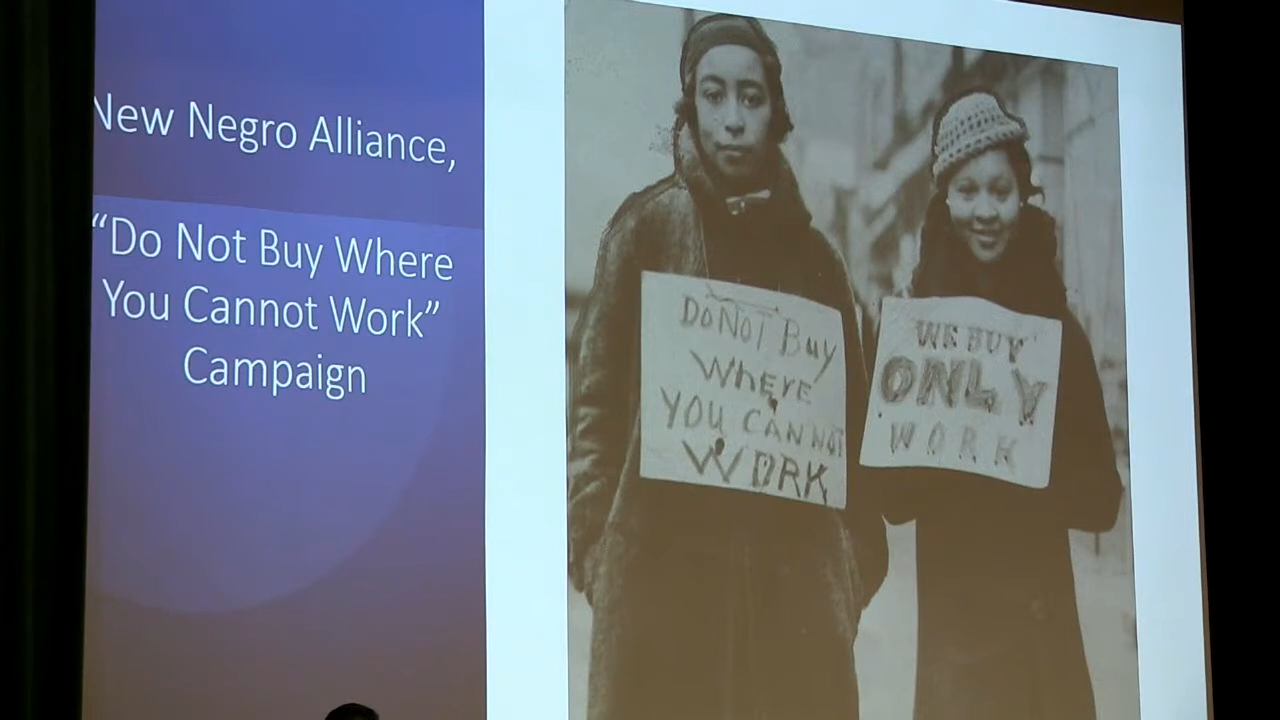 New Negro Alliance,
“Do Not Buy Where
You Cannot Work”
Campaign
DO NOT Buy
WHERE
YOU CANNOT
WORK
WE BUY
ONLY
WORK